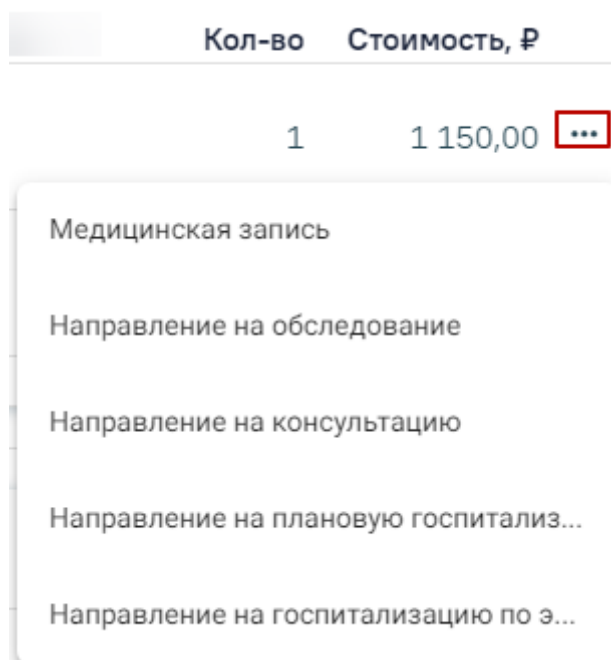 Кол-во Стоимость, ₽
1 1 150,00 •••
Медицинская запись
Направление на обследование
Направление на консультацию
Направление на плановую госпитализ...
Направление на госпитализацию по э...